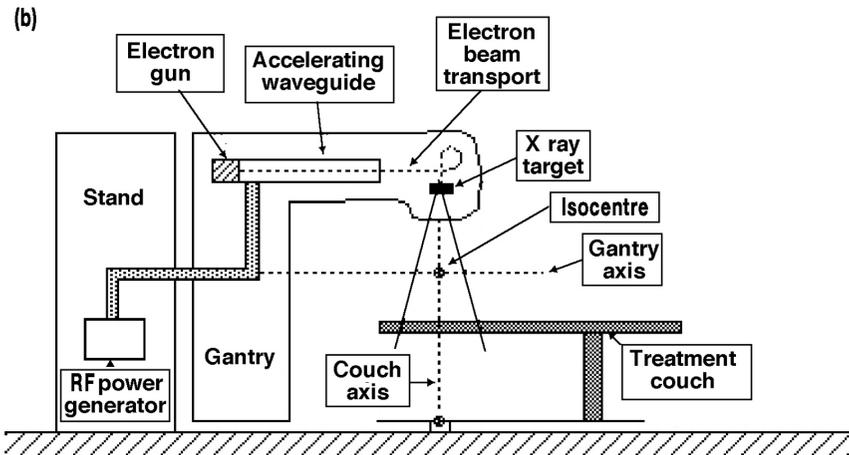 (b)
Electron
gun
Accelerating
waveguide
Electron
beam
transport
X ray
target
Stand
Isocentre
Gantry
axis
Gantry
RF power
generator
Couch
axis
Treatment
couch